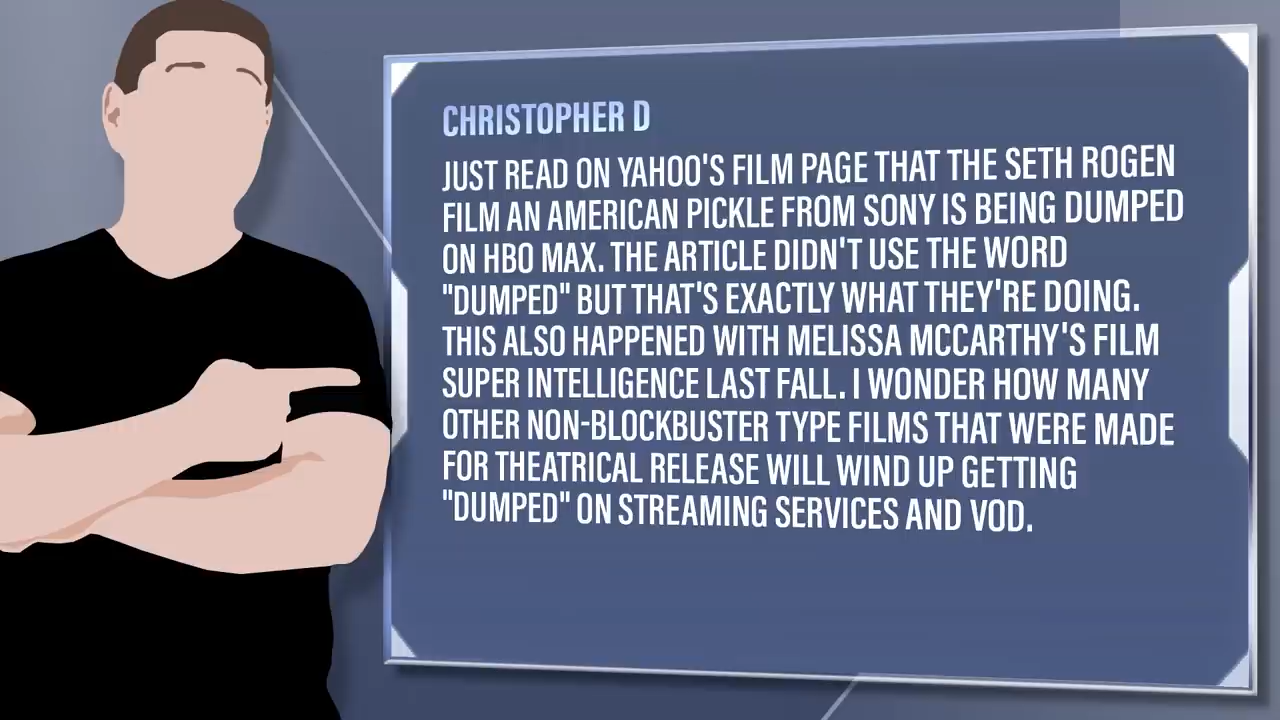 CHRISTOPHER D
JUST READ ON YAHOO'S FILM PAGE THAT THE SETH ROGEN
FILM AN AMERICAN PICKLE FROM SONY IS BEING DUMPED
ON HBO MAX. THE ARTICLE DIDN'T USE THE WORD
"DUMPED" BUT THAT'S EXACTLY WHAT THEY'RE DOING.
THIS ALSO HAPPENED WITH MELISSA MCCARTHY'S FILM
SUPER INTELLIGENCE LAST FALL. I WONDER HOW MANY
OTHER NON-BLOCKBUSTER TYPE FILMS THAT WERE MADE
FOR THEATRICAL RELEASE WILL WIND UP GETTING
"DUMPED" ON STREAMING SERVICES AND VOD.